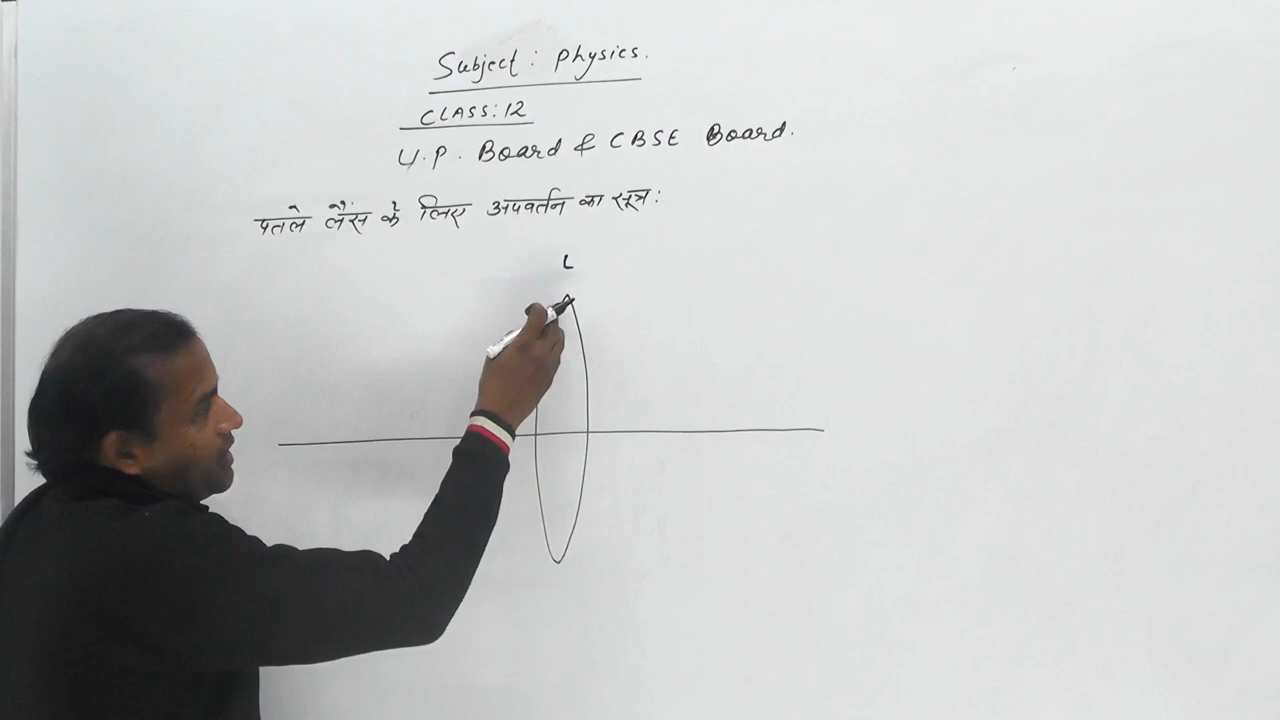 Subject: Physics.
CLASS: 12
U.P. Board & CBSE Board.
पतले लैंस के लिए अपवर्तन का सूत्र:
L